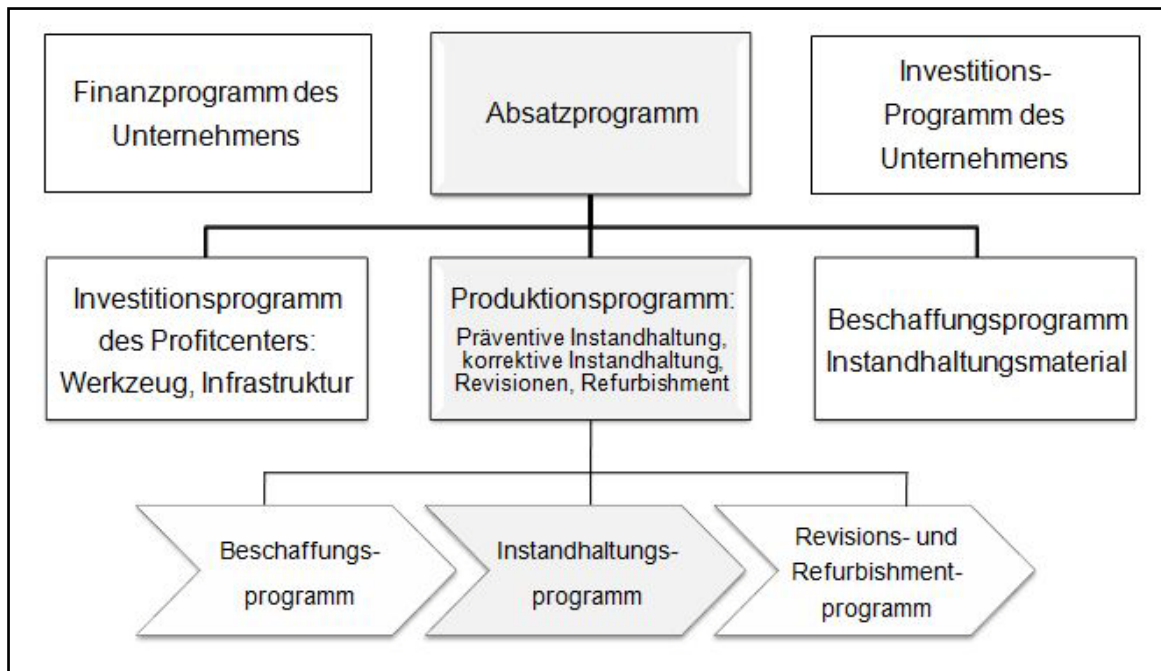 Finanzprogramm des
Unternehmens
Absatzprogramm
Investitions-
Programm des
Unternehmens
Investitionsprogramm
des Profitcenters:
Werkzeug, Infrastruktur
Produktionsprogramm:
Präventive Instandhaltung,
korrektive Instandhaltung,
Revisionen, Refurbishment
Beschaffungsprogramm
Instandhaltungsmaterial
Beschaffungs-
programm
Instandhaltungs-
programm
Revisions- und
Refurbishment-
programm